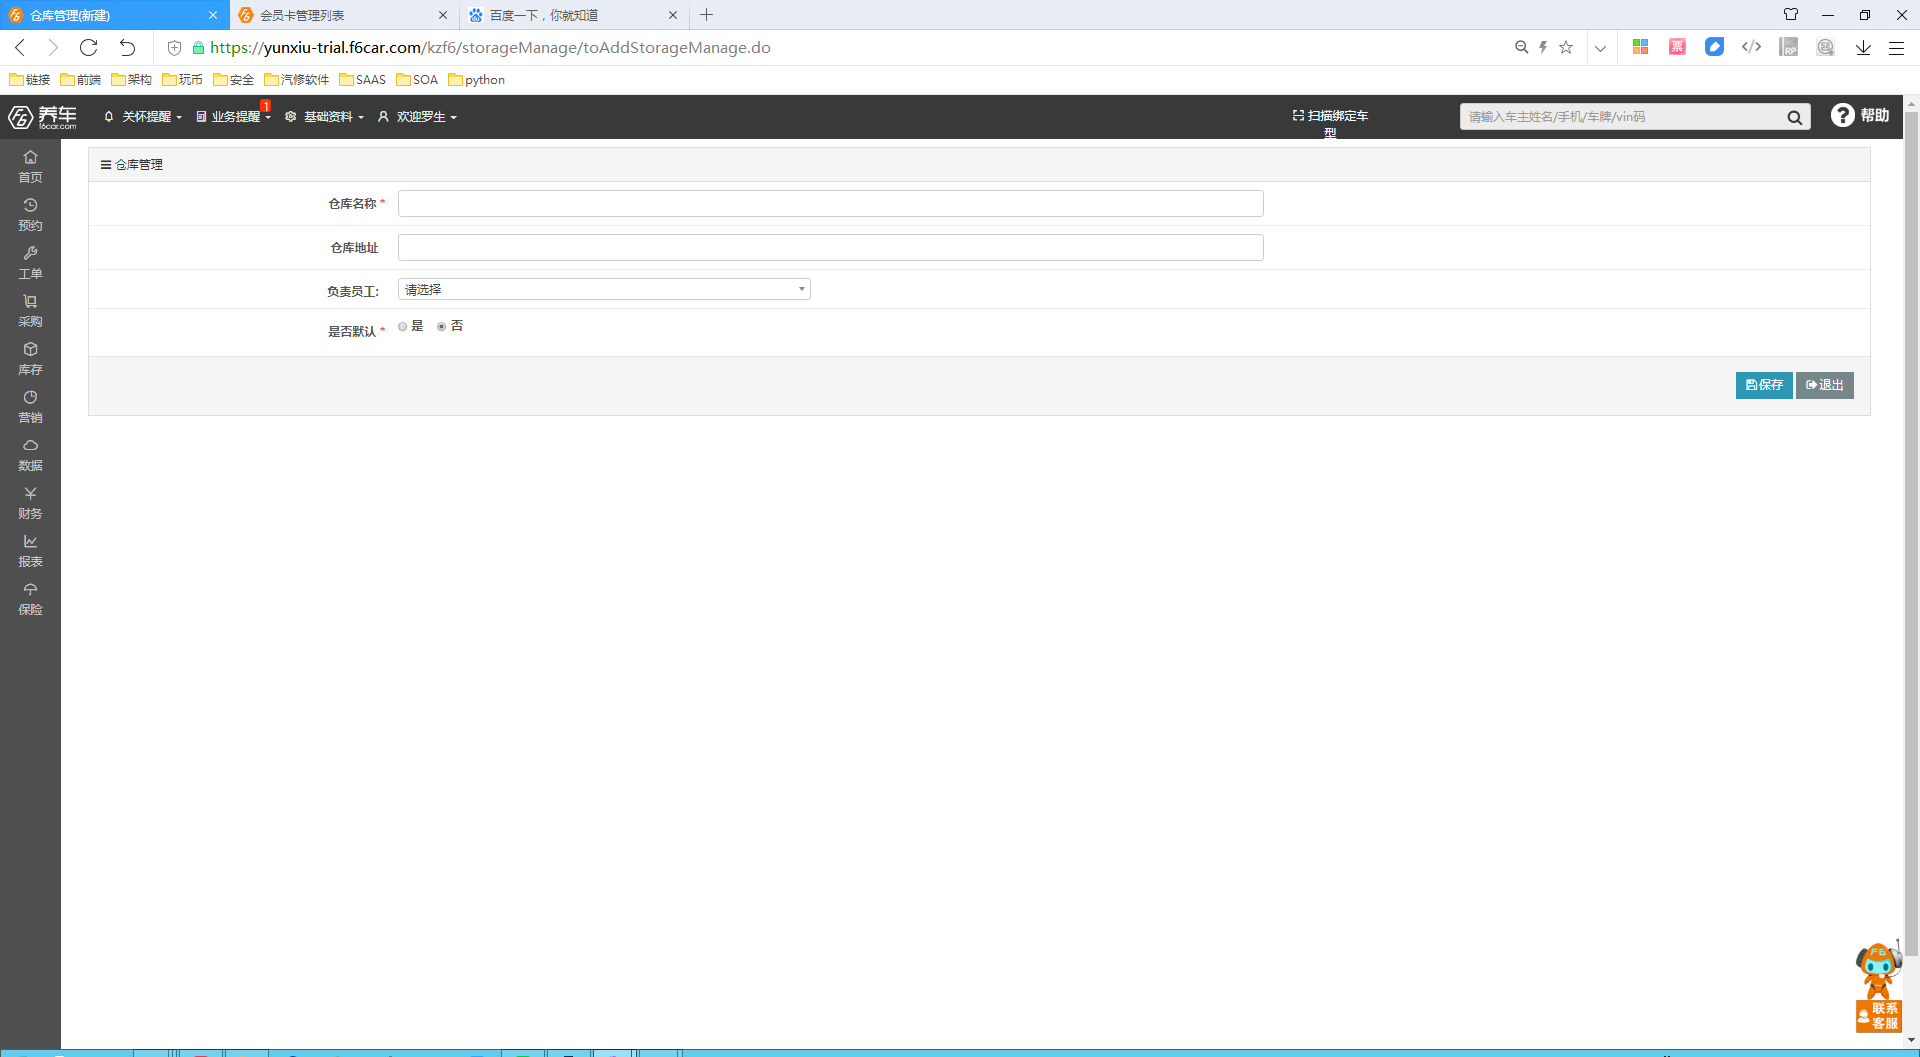 仓库管理(新建)
会员卡管理列表
百度一下，你就知道
https://yunxiu-trial.f6car.com/kzf6/storageManage/toAddStorageManage.do
票
RP
链接
前端
架构
玩币
安全
汽修软件
SAAS
SOA
python
F6 养车
f6car.com
关怀提醒
业务提醒
1
基础资料
欢迎罗生
扫描绑定车
型
请输入车主姓名/手机/车牌/vin码
? 帮助
首页
预约
工单
采购
库存
营销
数据
财务
报表
保险
仓库管理
仓库名称 *
仓库地址
负责员工:
请选择
是否默认 *
是
否
保存
退出
F6
联系
客服